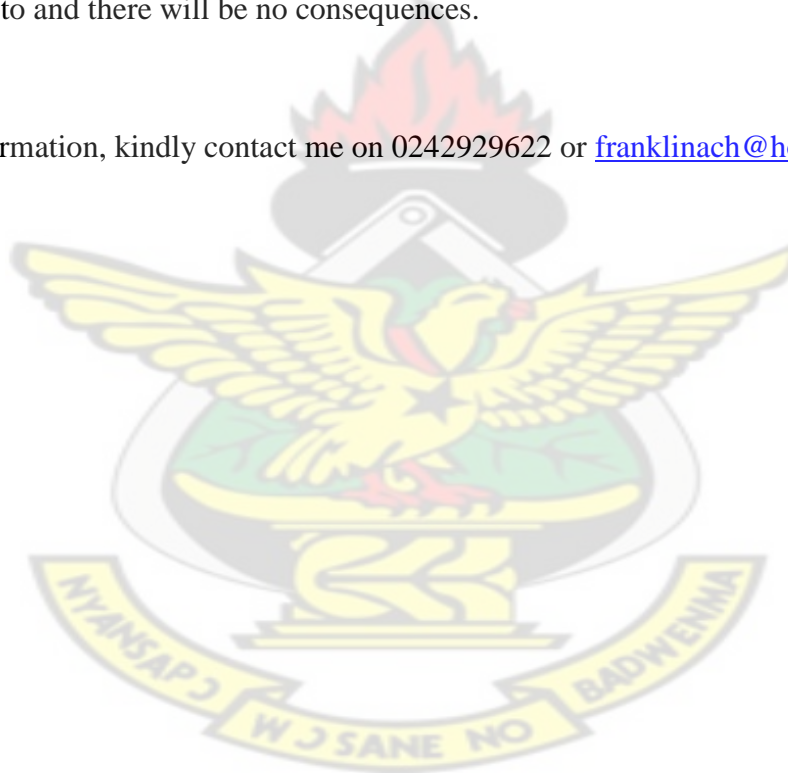 to and there will be no consequences.
rmation, kindly contact me on 0242929622 or franklinach@h
NYANSAPƆ
WƆSANE NO
BADWENMA